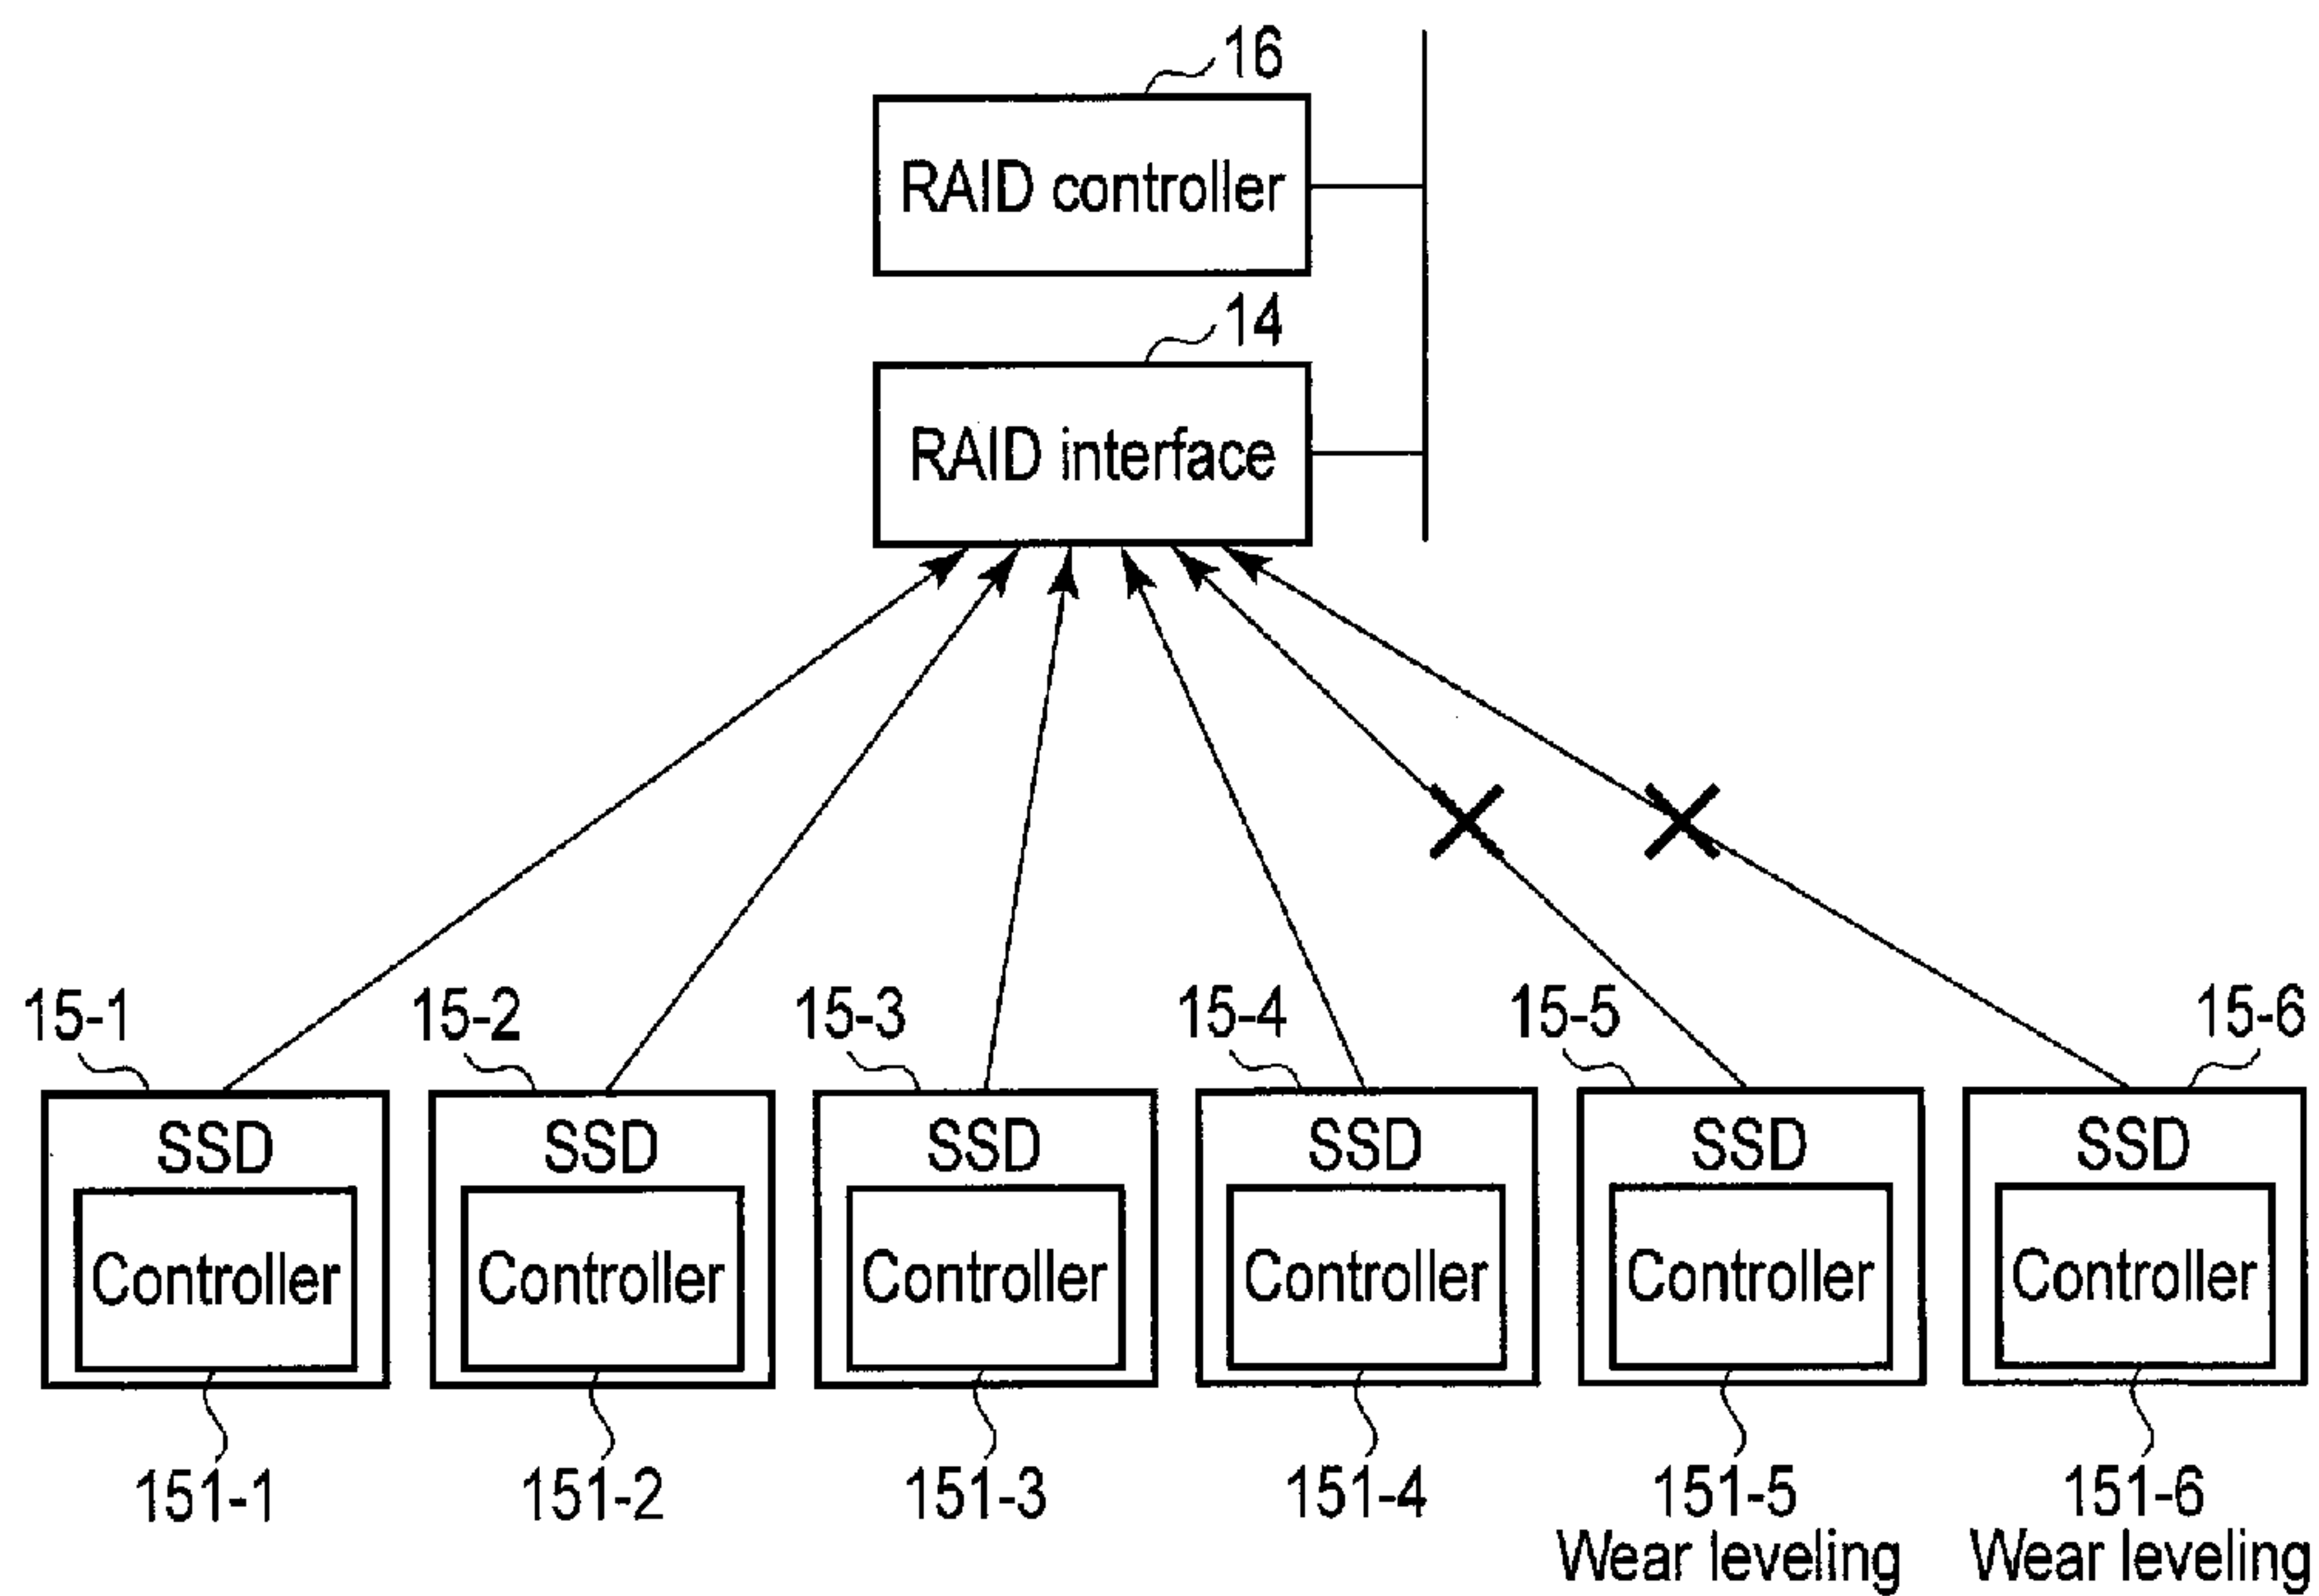 16
RAID controller
14
RAID interface
15-1 15-2 15-3 15-4 15-5 15-6
SSD SSD SSD SSD SSD SSD
Controller Controller Controller Controller Controller Controller
151-1 151-2 151-3 151-4 151-5 151-6
Wear leveling Wear leveling